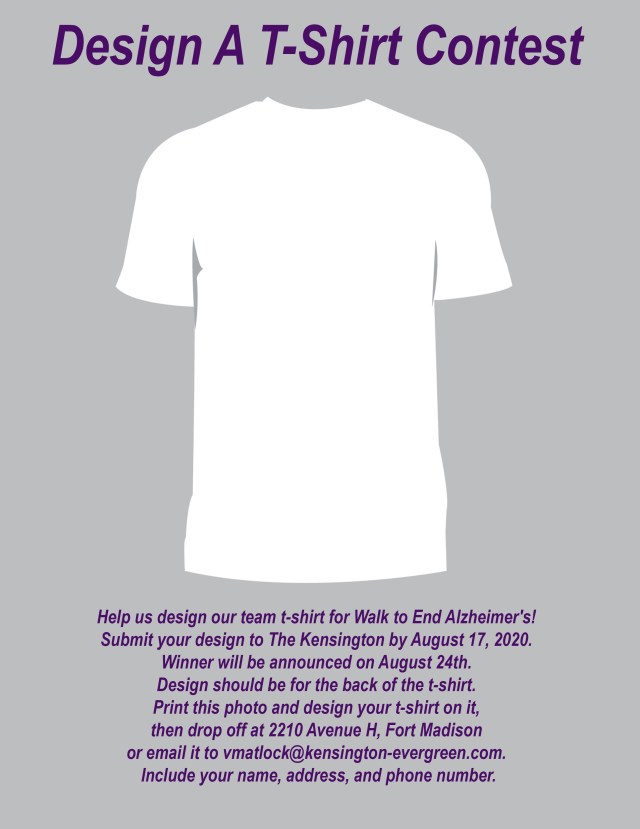 Design A T-Shirt Contest
Help us design our team t-shirt for Walk to End Alzheimer's!
Submit your design to The Kensington by August 17, 2020.
Winner will be announced on August 24th.
Design should be for the back of the t-shirt.
Print this photo and design your t-shirt on it,
then drop off at 2210 Avenue H, Fort Madison
or email it to vmatlock@kensington-evergreen.com.
Include your name, address, and phone number.